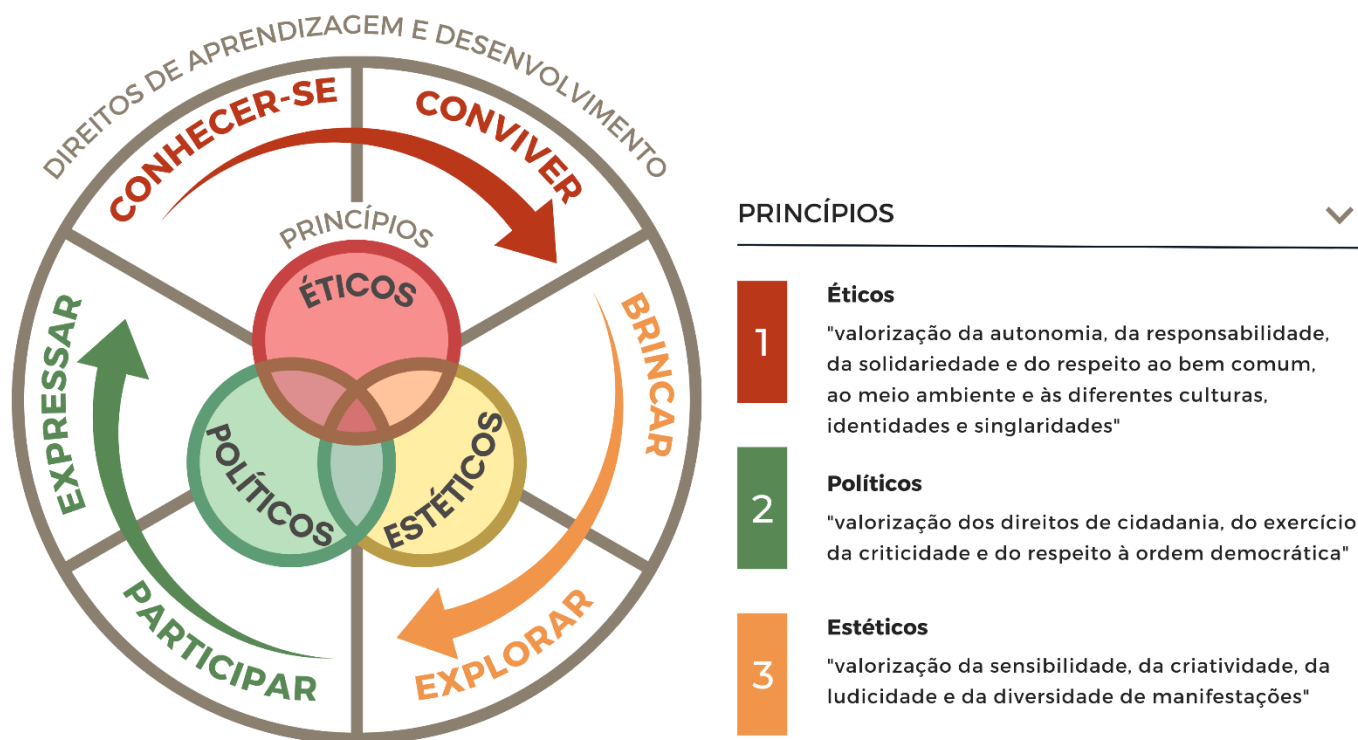 DIREITOS DE APRENDIZAGEM E DESENVOLVIMENTO
CONHECER-SE
CONVIVER
BRINCAR
EXPLORAR
PARTICIPAR
EXPRESSAR
PRINCÍPIOS
ÉTICOS
POLÍTICOS
ESTÉTICOS
PRINCÍPIOS
1
Éticos
"valorização da autonomia, da responsabilidade,
da solidariedade e do respeito ao bem comum,
ao meio ambiente e às diferentes culturas,
identidades e singlaridades"
2
Políticos
"valorização dos direitos de cidadania, do exercício
da criticidade e do respeito à ordem democrática"
3
Estéticos
"valorização da sensibilidade, da criatividade, da
ludicidade e da diversidade de manifestações"